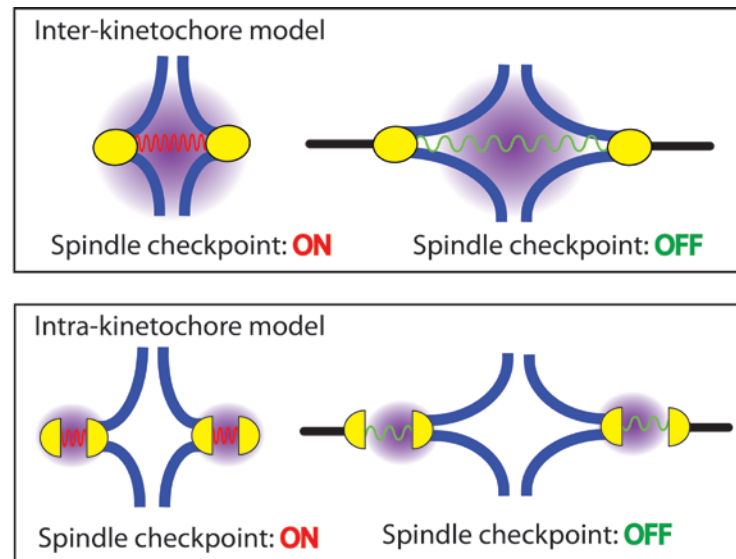 Inter-kinetochore model
Spindle checkpoint: ON
Spindle checkpoint: OFF
Intra-kinetochore model
Spindle checkpoint: ON
Spindle checkpoint: OFF